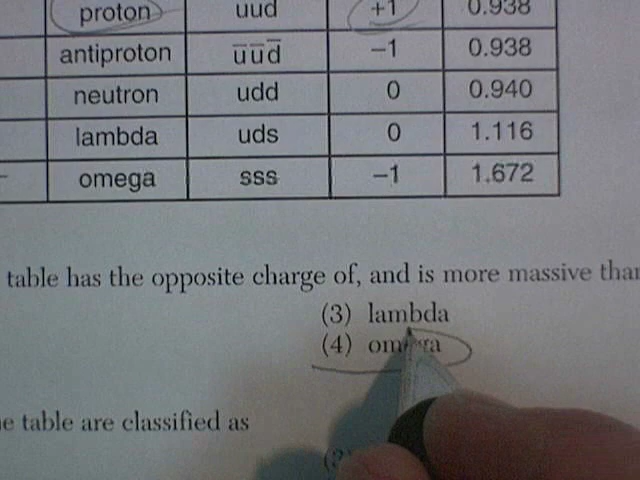 proton uud +1 0.938
antiproton u̅u̅d̅ −1 0.938
neutron udd 0 0.940
lambda uds 0 1.116
omega sss −1 1.672
table has the opposite charge of, and is more massive than
(3) lambda
(4) omega
table are classified as